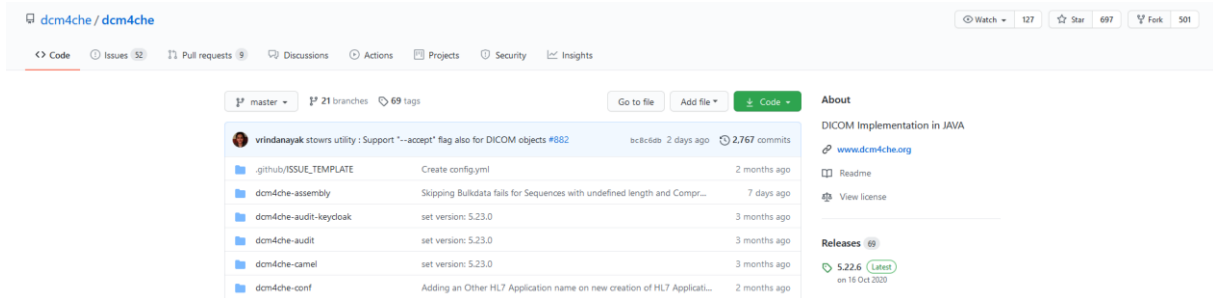 dcm4che / dcm4che
Watch 127 Star 697 Fork 501
Code Issues 52 Pull requests 9 Discussions Actions Projects Security Insights
master 21 branches 69 tags Go to file Add file Code
vrindanayak stowrs utility : Support "--accept" flag also for DICOM objects #882 bc8c6db 2 days ago 2,767 commits
.github/ISSUE_TEMPLATE Create config.yml 2 months ago
dcm4che-assembly Skipping Bulkdata fails for Sequences with undefined length and Compr... 7 days ago
dcm4che-audit-keycloak set version: 5.23.0 3 months ago
dcm4che-audit set version: 5.23.0 3 months ago
dcm4che-camel set version: 5.23.0 3 months ago
dcm4che-conf Adding an Other HL7 Application name on new creation of HL7 Applicati... 2 months ago
About
DICOM Implementation in JAVA
www.dcm4che.org
Readme
View license
Releases 69
5.22.6 Latest
on 16 Oct 2020